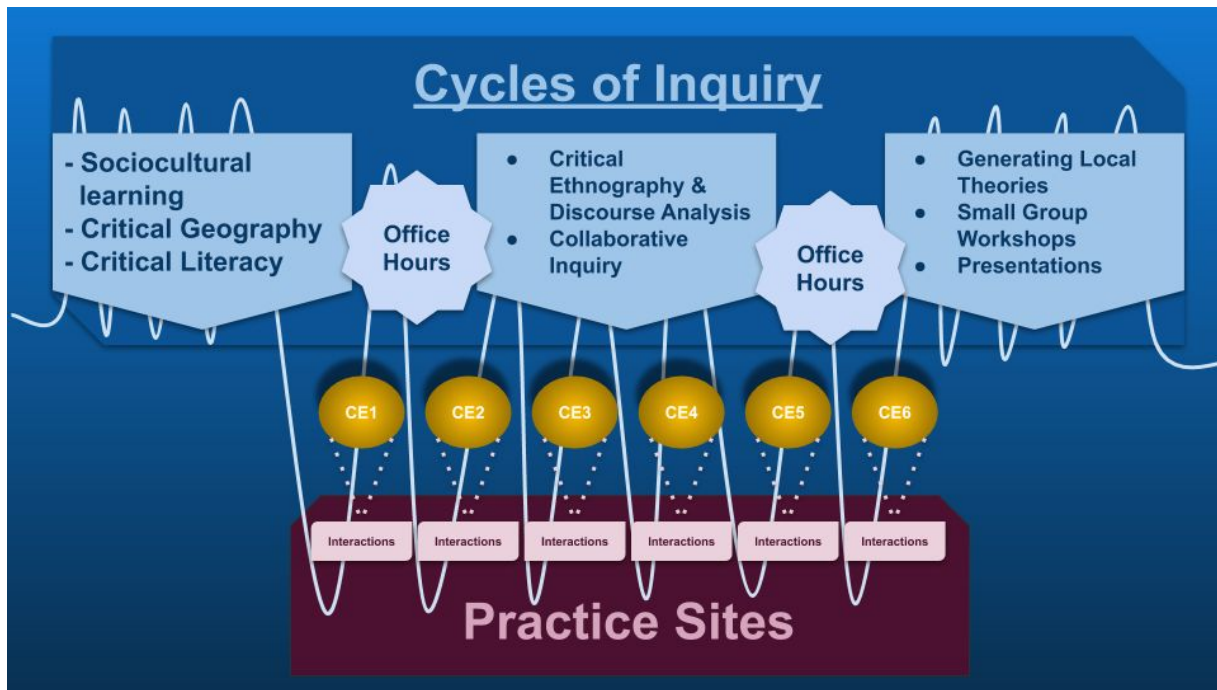 Cycles of Inquiry
- Sociocultural
learning
- Critical Geography
- Critical Literacy
Office
Hours
● Critical
Ethnography &
Discourse Analysis
● Collaborative
Inquiry
Office
Hours
● Generating Local
Theories
● Small Group
Workshops
● Presentations
CE1
CE2
CE3
CE4
CE5
CE6
Interactions
Interactions
Interactions
Interactions
Interactions
Interactions
Practice Sites